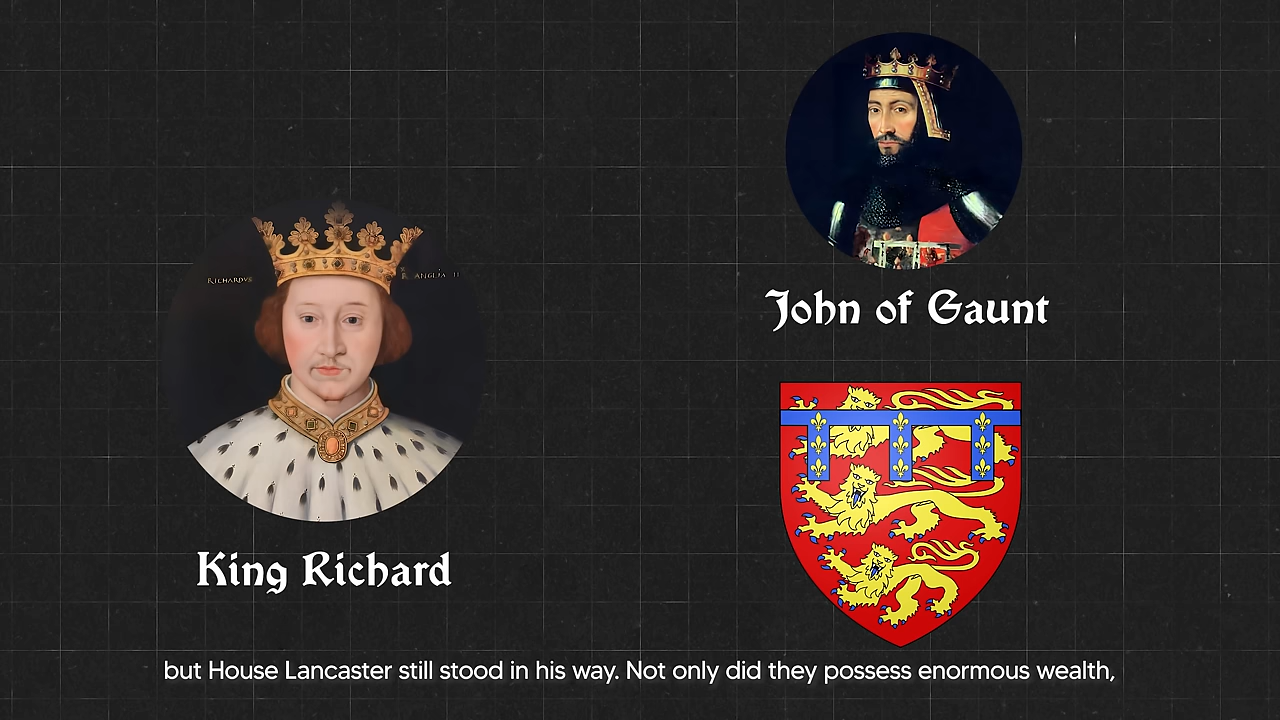 John of Gaunt
RICHARDVS
R ANGLIA II
King Richard
but House Lancaster still stood in his way. Not only did they possess enormous wealth,